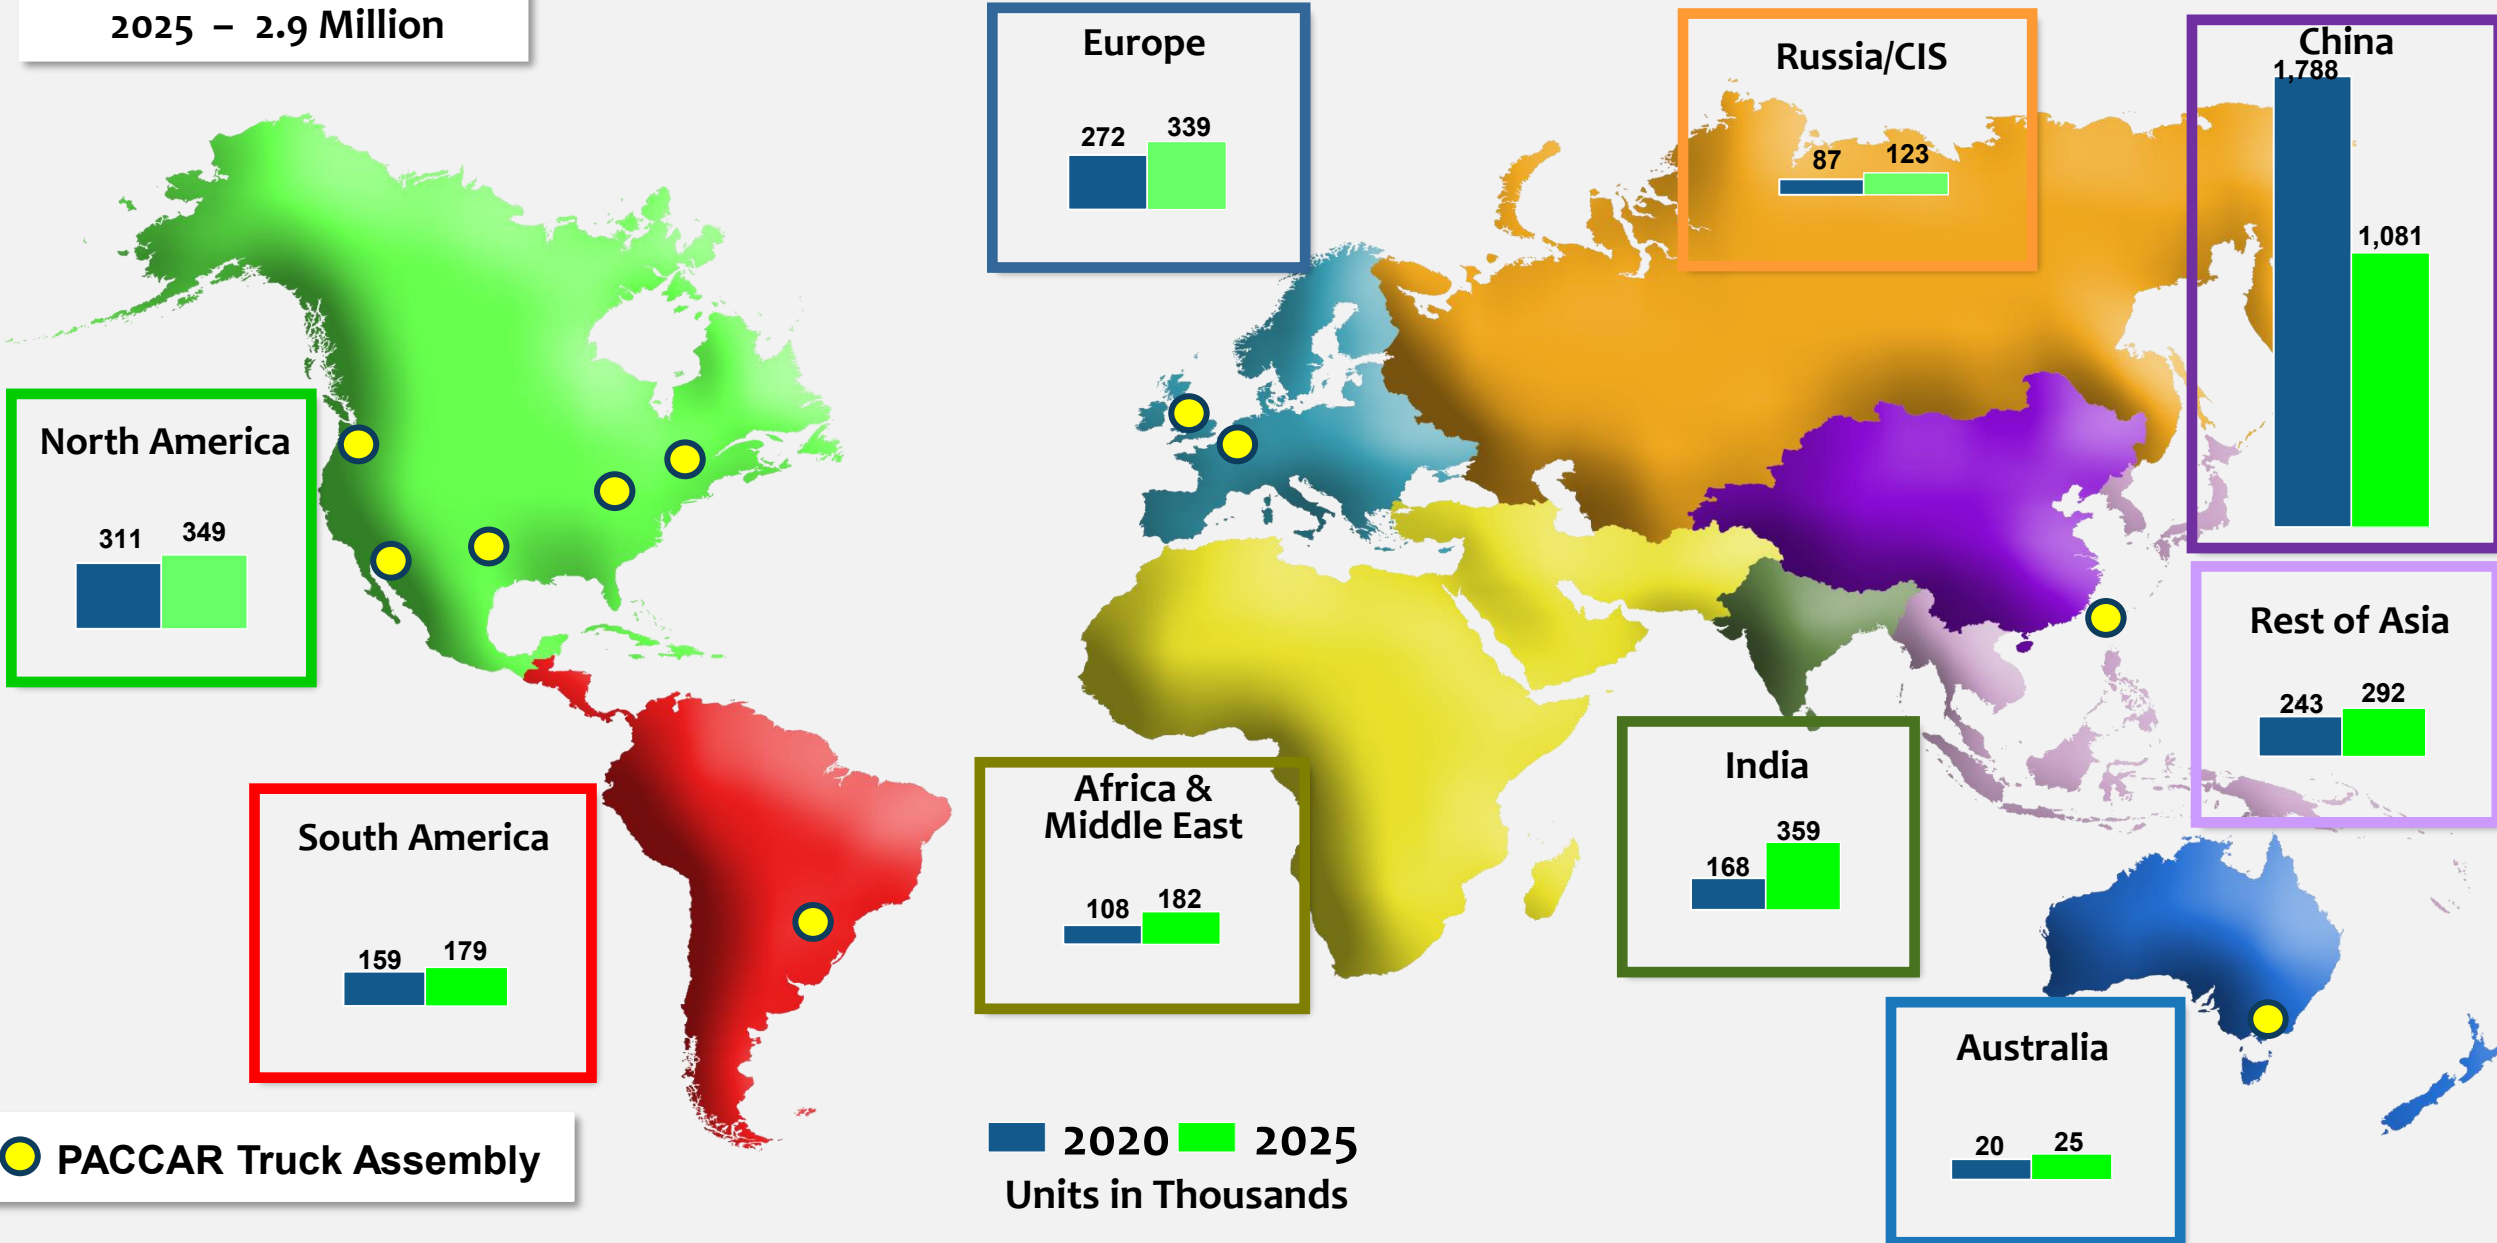 2025 – 2.9 Million
Europe
272
339
Russia/CIS
87
123
China
1,788
1,081
North America
311
349
Rest of Asia
243
292
South America
159
179
Africa &
Middle East
108
182
India
168
359
Australia
20
25
PACCAR Truck Assembly
2020
2025
Units in Thousands